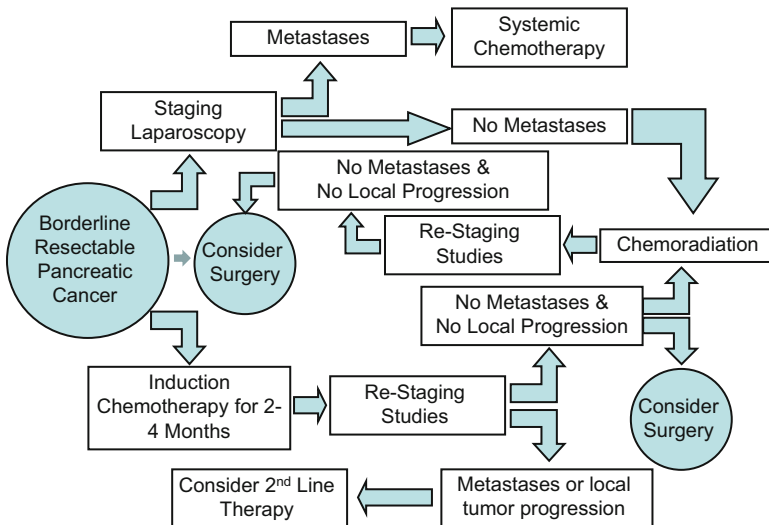 Metastases
Systemic
Chemotherapy
Staging
Laparoscopy
No Metastases
No Metastases &
No Local Progression
Borderline
Resectable
Pancreatic
Cancer
Consider
Surgery
Re-Staging
Studies
Chemoradiation
No Metastases &
No Local Progression
Induction
Chemotherapy for 2-
4 Months
Re-Staging
Studies
Consider
Surgery
Consider 2nd Line
Therapy
Metastases or local
tumor progression